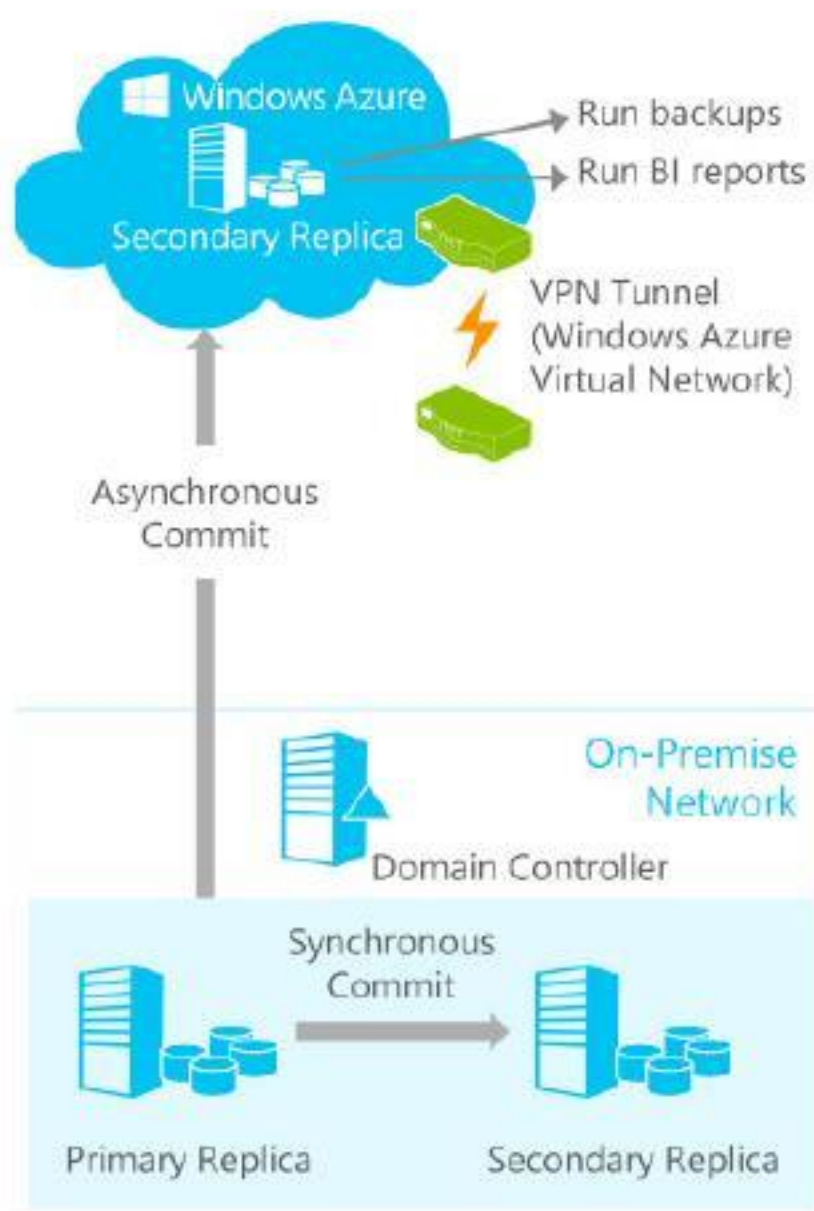 Windows Azure
Secondary Replica
Run backups
Run BI reports
VPN Tunnel
(Windows Azure
Virtual Network)
Asynchronous
Commit
On-Premise
Network
Domain Controller
Synchronous
Commit
Primary Replica
Secondary Replica